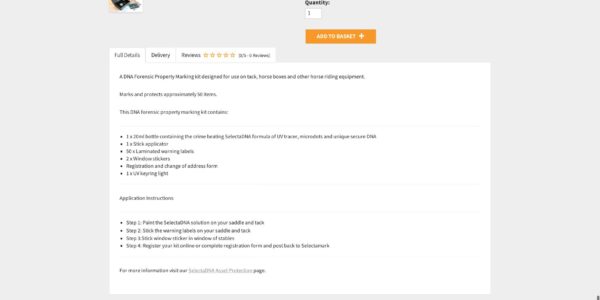 Quantity:
1
ADD TO BASKET +
Full Details
Delivery
Reviews ☆☆☆☆☆ (0/5 - 0 Reviews)
A DNA Forensic Property Marking kit designed for use on tack, horse boxes and other horse riding equipment.
Marks and protects approximately 50 items.
This DNA Forensic property marking kit contains:
1 x 20ml bottle containing the crime beating SelectaDNA formula of UV tracer, microdots and unique secure DNA
1 x Stick applicator
50 x Laminated warning labels
2 x Window stickers
Registration and change of address form
1 x UV keyring light
Application Instructions
Step 1: Paint the SelectaDNA solution on your saddle and tack
Step 2: Stick the warning labels on your saddle and tack
Step 3:Stick window sticker in window of stables
Step 4: Register your kit online or complete registration form and post back to Selectamark
For more information visit our SelectaDNA Asset Protection page.